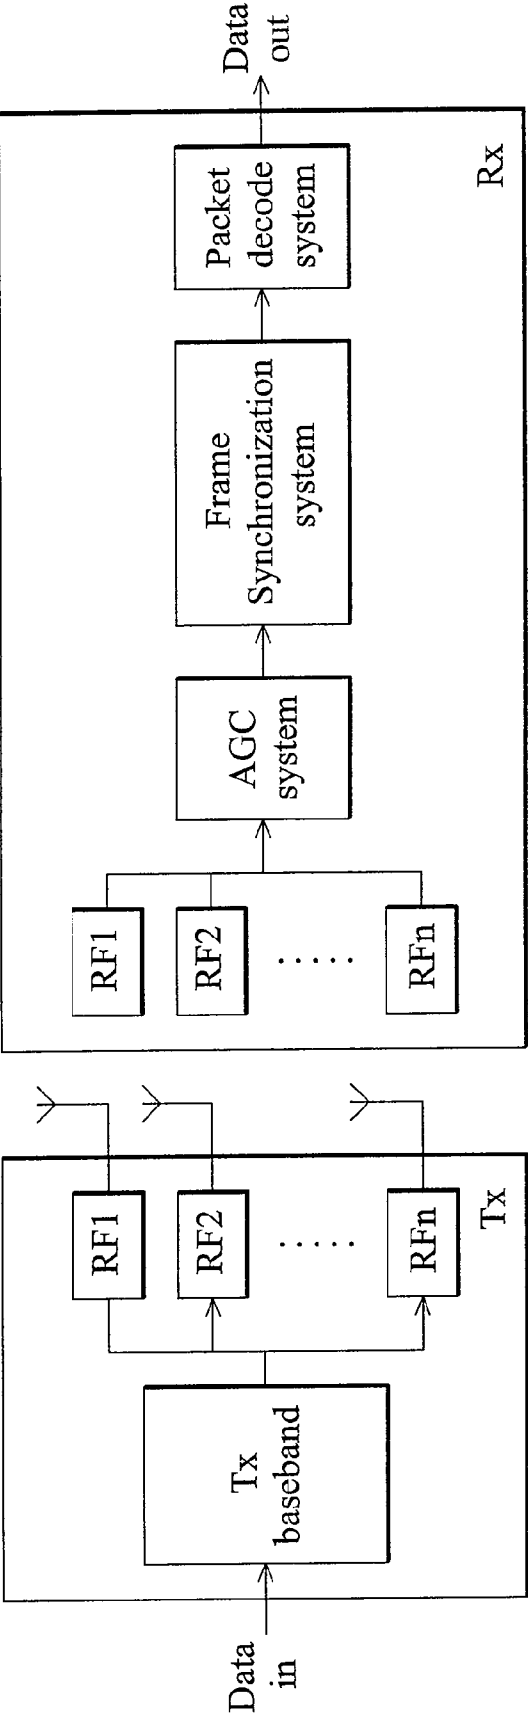 Data
in
Tx
baseband
RF1
RF2
. . . . .
RFn
Tx
RF1
RF2
. . . . .
RFn
AGC
system
Frame
Synchronization
system
Packet
decode
system
Rx
Data
out